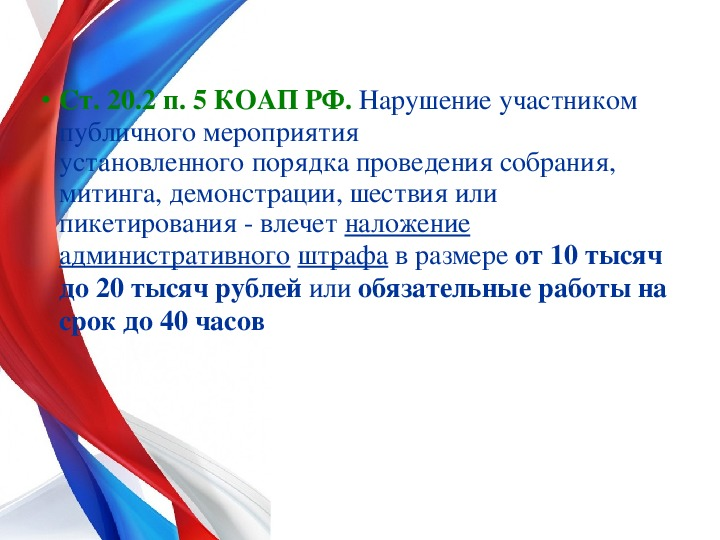 • Ст. 20.2 п. 5 КОАП РФ. Нарушение участником
публичного мероприятия
установленного порядка проведения собрания,
митинга, демонстрации, шествия или
пикетирования - влечет наложение
административного штрафа в размере от 10 тысяч
до 20 тысяч рублей или обязательные работы на
срок до 40 часов